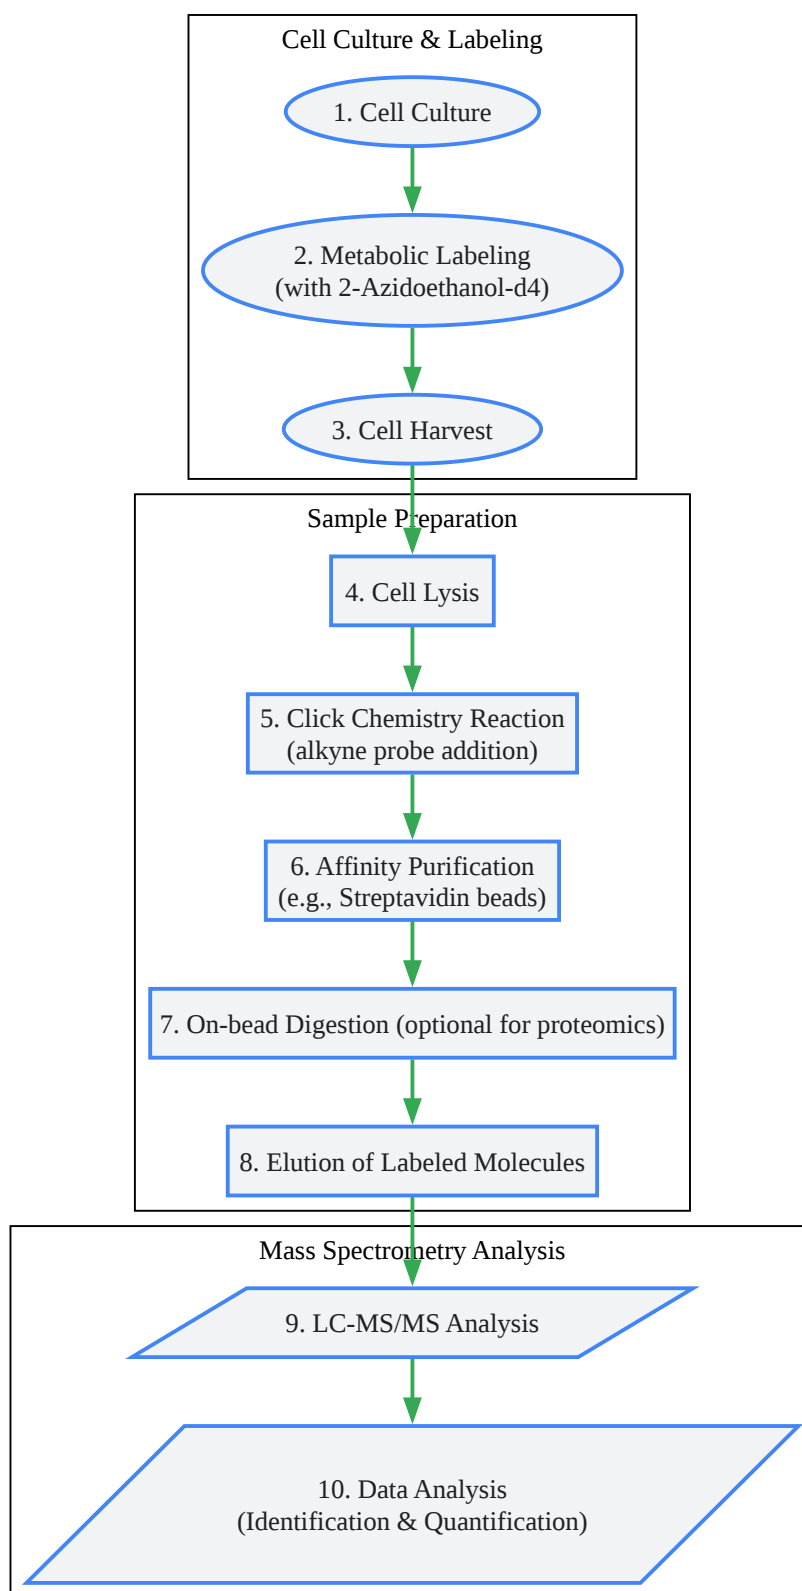 Cell Culture & Labeling
1. Cell Culture
2. Metabolic Labeling
(with 2-Azidoethanol-d4)
3. Cell Harvest
Sample Preparation
4. Cell Lysis
5. Click Chemistry Reaction
(alkyne probe addition)
6. Affinity Purification
(e.g., Streptavidin beads)
7. On-bead Digestion (optional for proteomics)
8. Elution of Labeled Molecules
Mass Spectrometry Analysis
9. LC-MS/MS Analysis
10. Data Analysis
(Identification & Quantification)